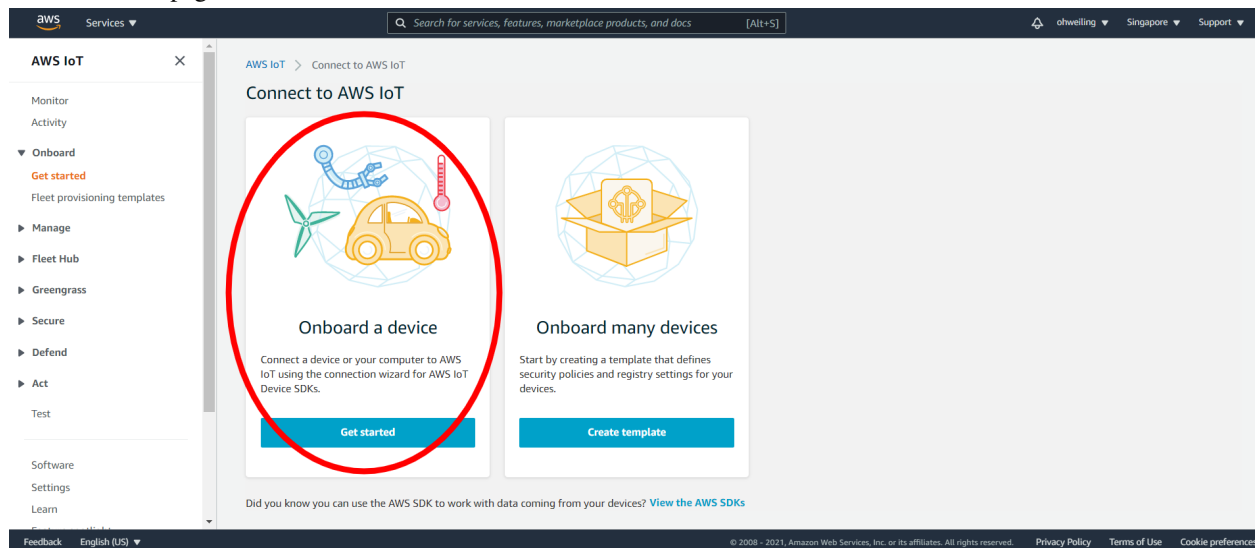 aws
Services ▼
Search for services, features, marketplace products, and docs
[Alt+S]
ohweiling ▼
Singapore ▼
Support ▼
AWS IoT
Monitor
Activity
Onboard
Get started
Fleet provisioning templates
Manage
Fleet Hub
Greengrass
Secure
Defend
Act
Test
Software
Settings
Learn
AWS IoT > Connect to AWS IoT
Connect to AWS IoT
Onboard a device
Connect a device or your computer to AWS
IoT using the connection wizard for AWS IoT
Device SDKs.
Get started
Onboard many devices
Start by creating a template that defines
security policies and registry settings for your
devices.
Create template
Did you know you can use the AWS SDK to work with data coming from your devices? View the AWS SDKs
Feedback
English (US) ▼
© 2008 - 2021, Amazon Web Services, Inc. or its affiliates. All rights reserved.
Privacy Policy
Terms of Use
Cookie preferences